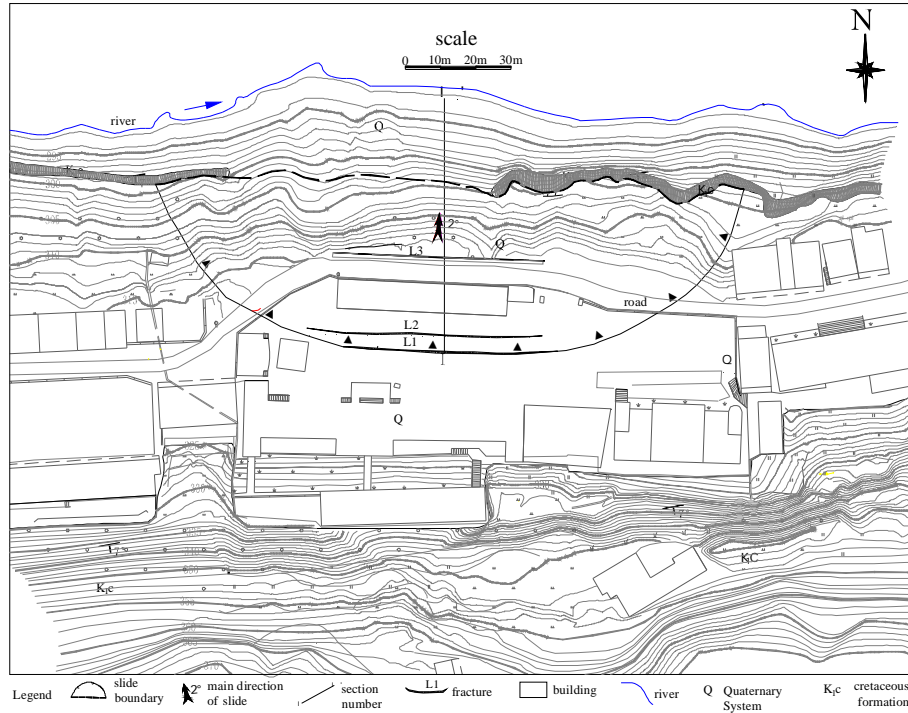 N
scale
0 10m 20m 30m
I
river
Q
305
2°
Q
L3
road
L2
L1
Q
Q
K₁c
K₁c
Legend
slide boundary
2° main direction of slide
section number
L1 fracture
building
river
Q Quaternary System
K₁c cretaceous formation